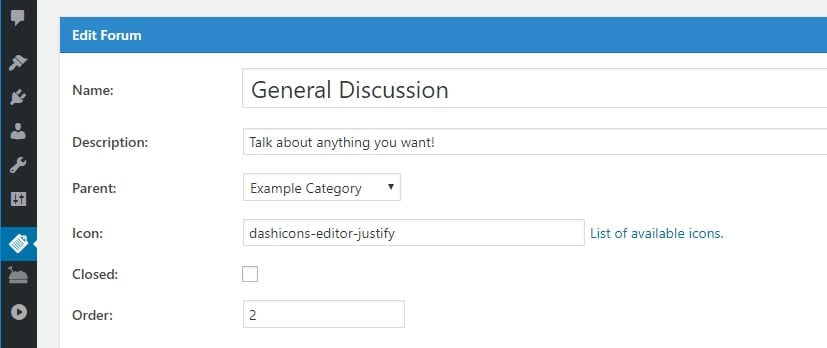 Edit Forum
Name: General Discussion
Description: Talk about anything you want!
Parent: Example Category
Icon: dashicons-editor-justify List of available icons.
Closed:
Order: 2